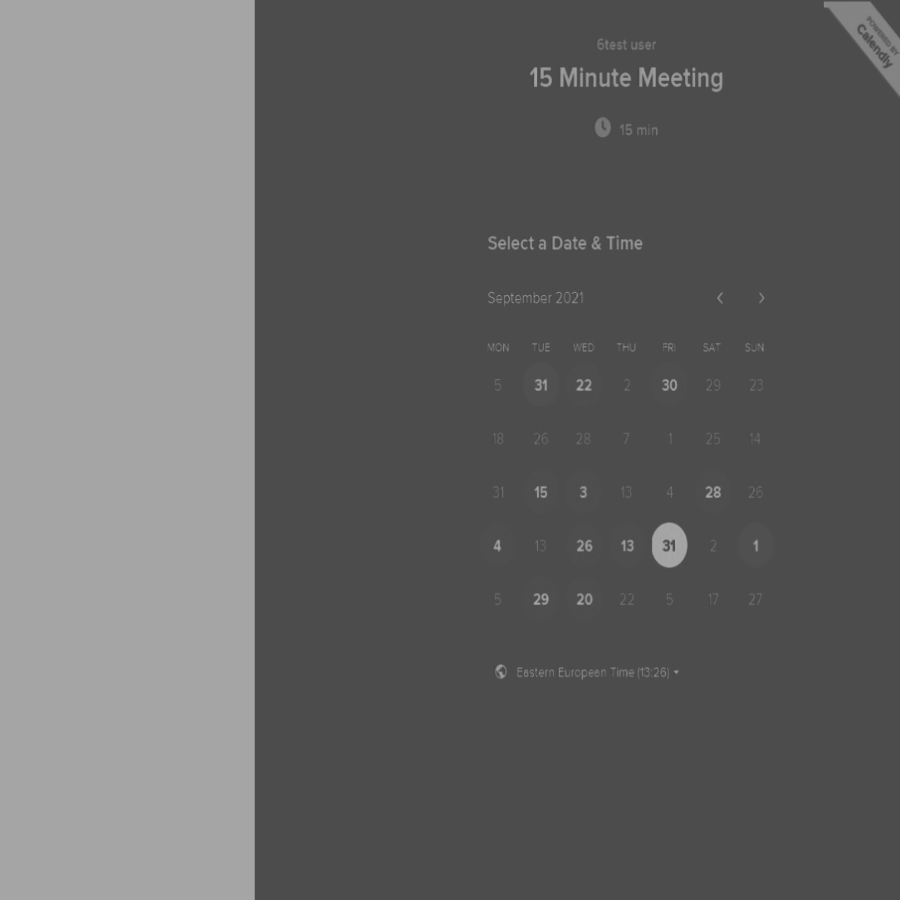 POWERED BY
Calendly
6test user
15 Minute Meeting
15 min
Select a Date & Time
September 2021
MON TUE WED THU FRI SAT SUN
5 31 22 2 30 29 23
18 26 28 7 1 25 14
31 15 3 13 4 28 26
4 13 26 13 31 2 1
5 29 20 22 5 17 27
Eastern European Time (13:26)